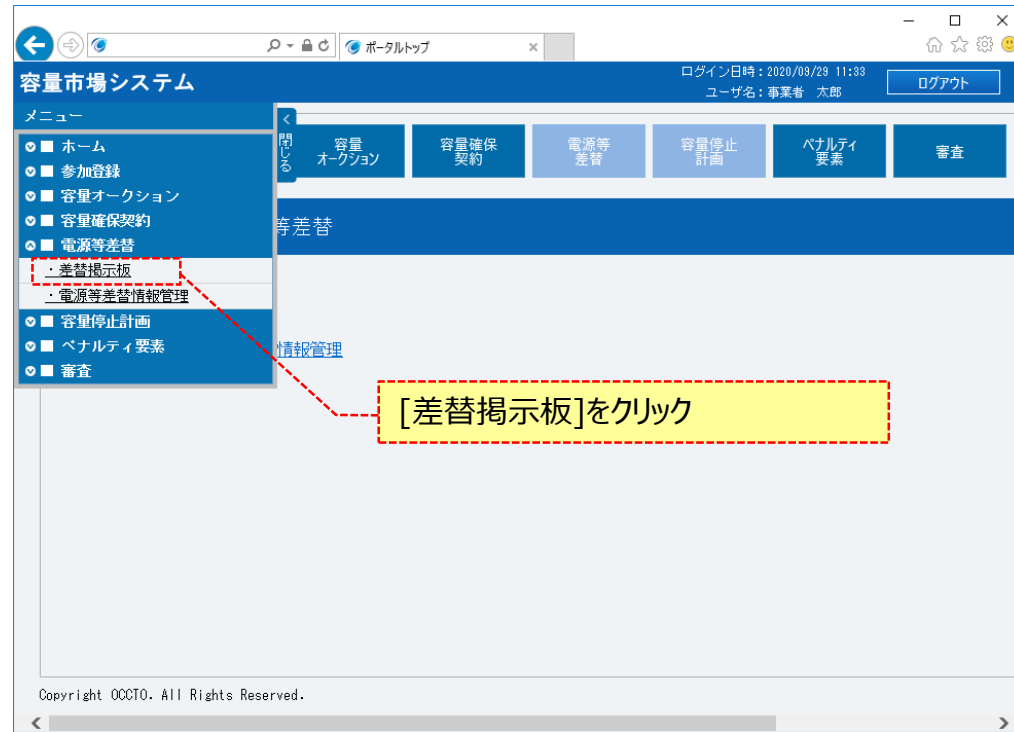 ポータルトップ
容量市場システム
ログイン日時：2020/09/29 11:33
ユーザ名：事業者　太郎
ログアウト
メニュー
閉じる
ホーム
参加登録
容量オークション
容量確保契約
電源等差替
・差替掲示板
・電源等差替情報管理
容量停止計画
ペナルティ要素
審査
容量
オークション
容量確保
契約
電源等
差替
容量停止
計画
ペナルティ
要素
審査
等差替
情報管理
[差替掲示板]をクリック
Copyright OCCTO. All Rights Reserved.